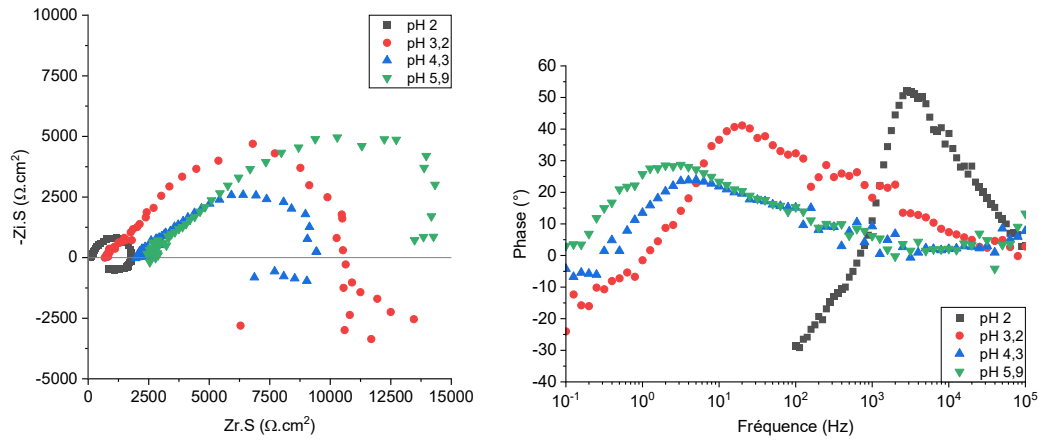 10000
7500
5000
2500
0
-2500
-5000
-Zi.S (Ω.cm²)
0 2500 5000 7500 10000 12500 15000
Zr.S (Ω.cm²)
pH 2
pH 3,2
pH 4,3
pH 5,9
60
50
40
30
20
10
0
-10
-20
-30
-40
Phase (°)
10⁻¹ 10⁰ 10¹ 10² 10³ 10⁴ 10⁵
Fréquence (Hz)
pH 2
pH 3,2
pH 4,3
pH 5,9